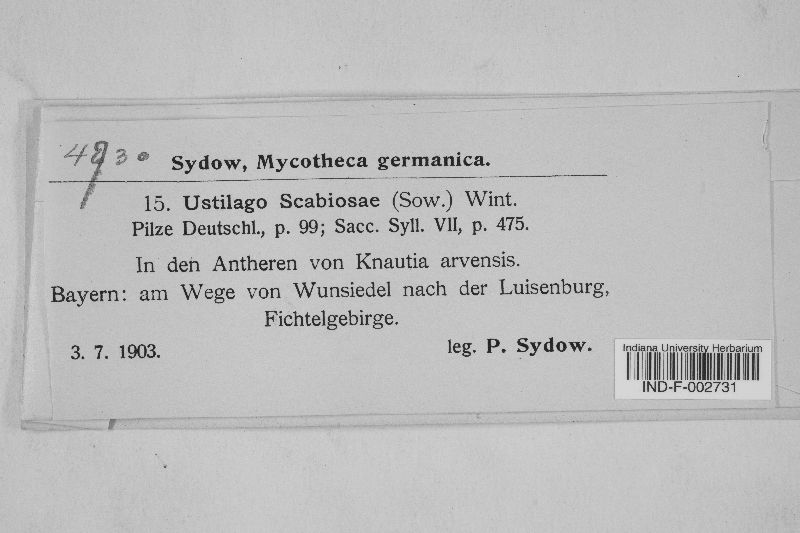 Sydow, Mycotheca germanica.
15. Ustilago Scabiosae (Sow.) Wint.
Pilze Deutschl., p. 99; Sacc. Syll. VII, p. 475.
In den Antheren von Knautia arvensis.
Bayern: am Wege von Wunsiedel nach der Luisenburg,
Fichtelgebirge.
3. 7. 1903.
leg. P. Sydow.
Indiana University Herbarium
IND-F-002731